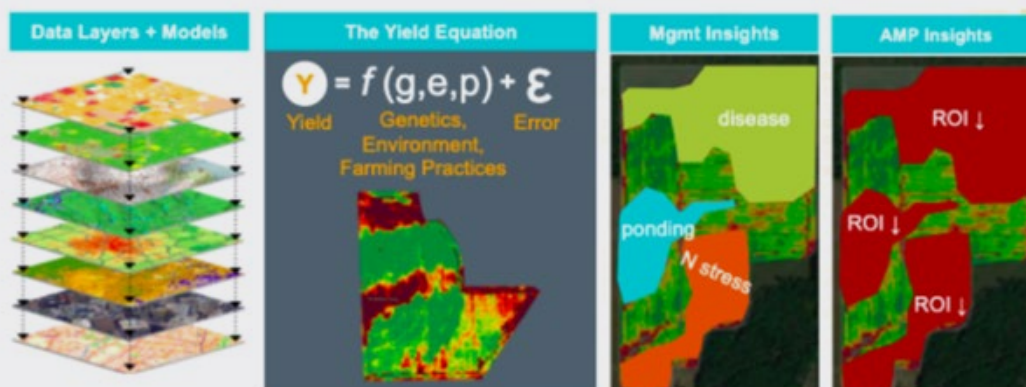 Data Layers + Models
The Yield Equation
Y = f (g,e,p) + ε
Yield
Genetics,
Environment,
Farming Practices
Error
Mgmt Insights
disease
ponding
N stress
AMP Insights
ROI ↓
ROI ↓
ROI ↓